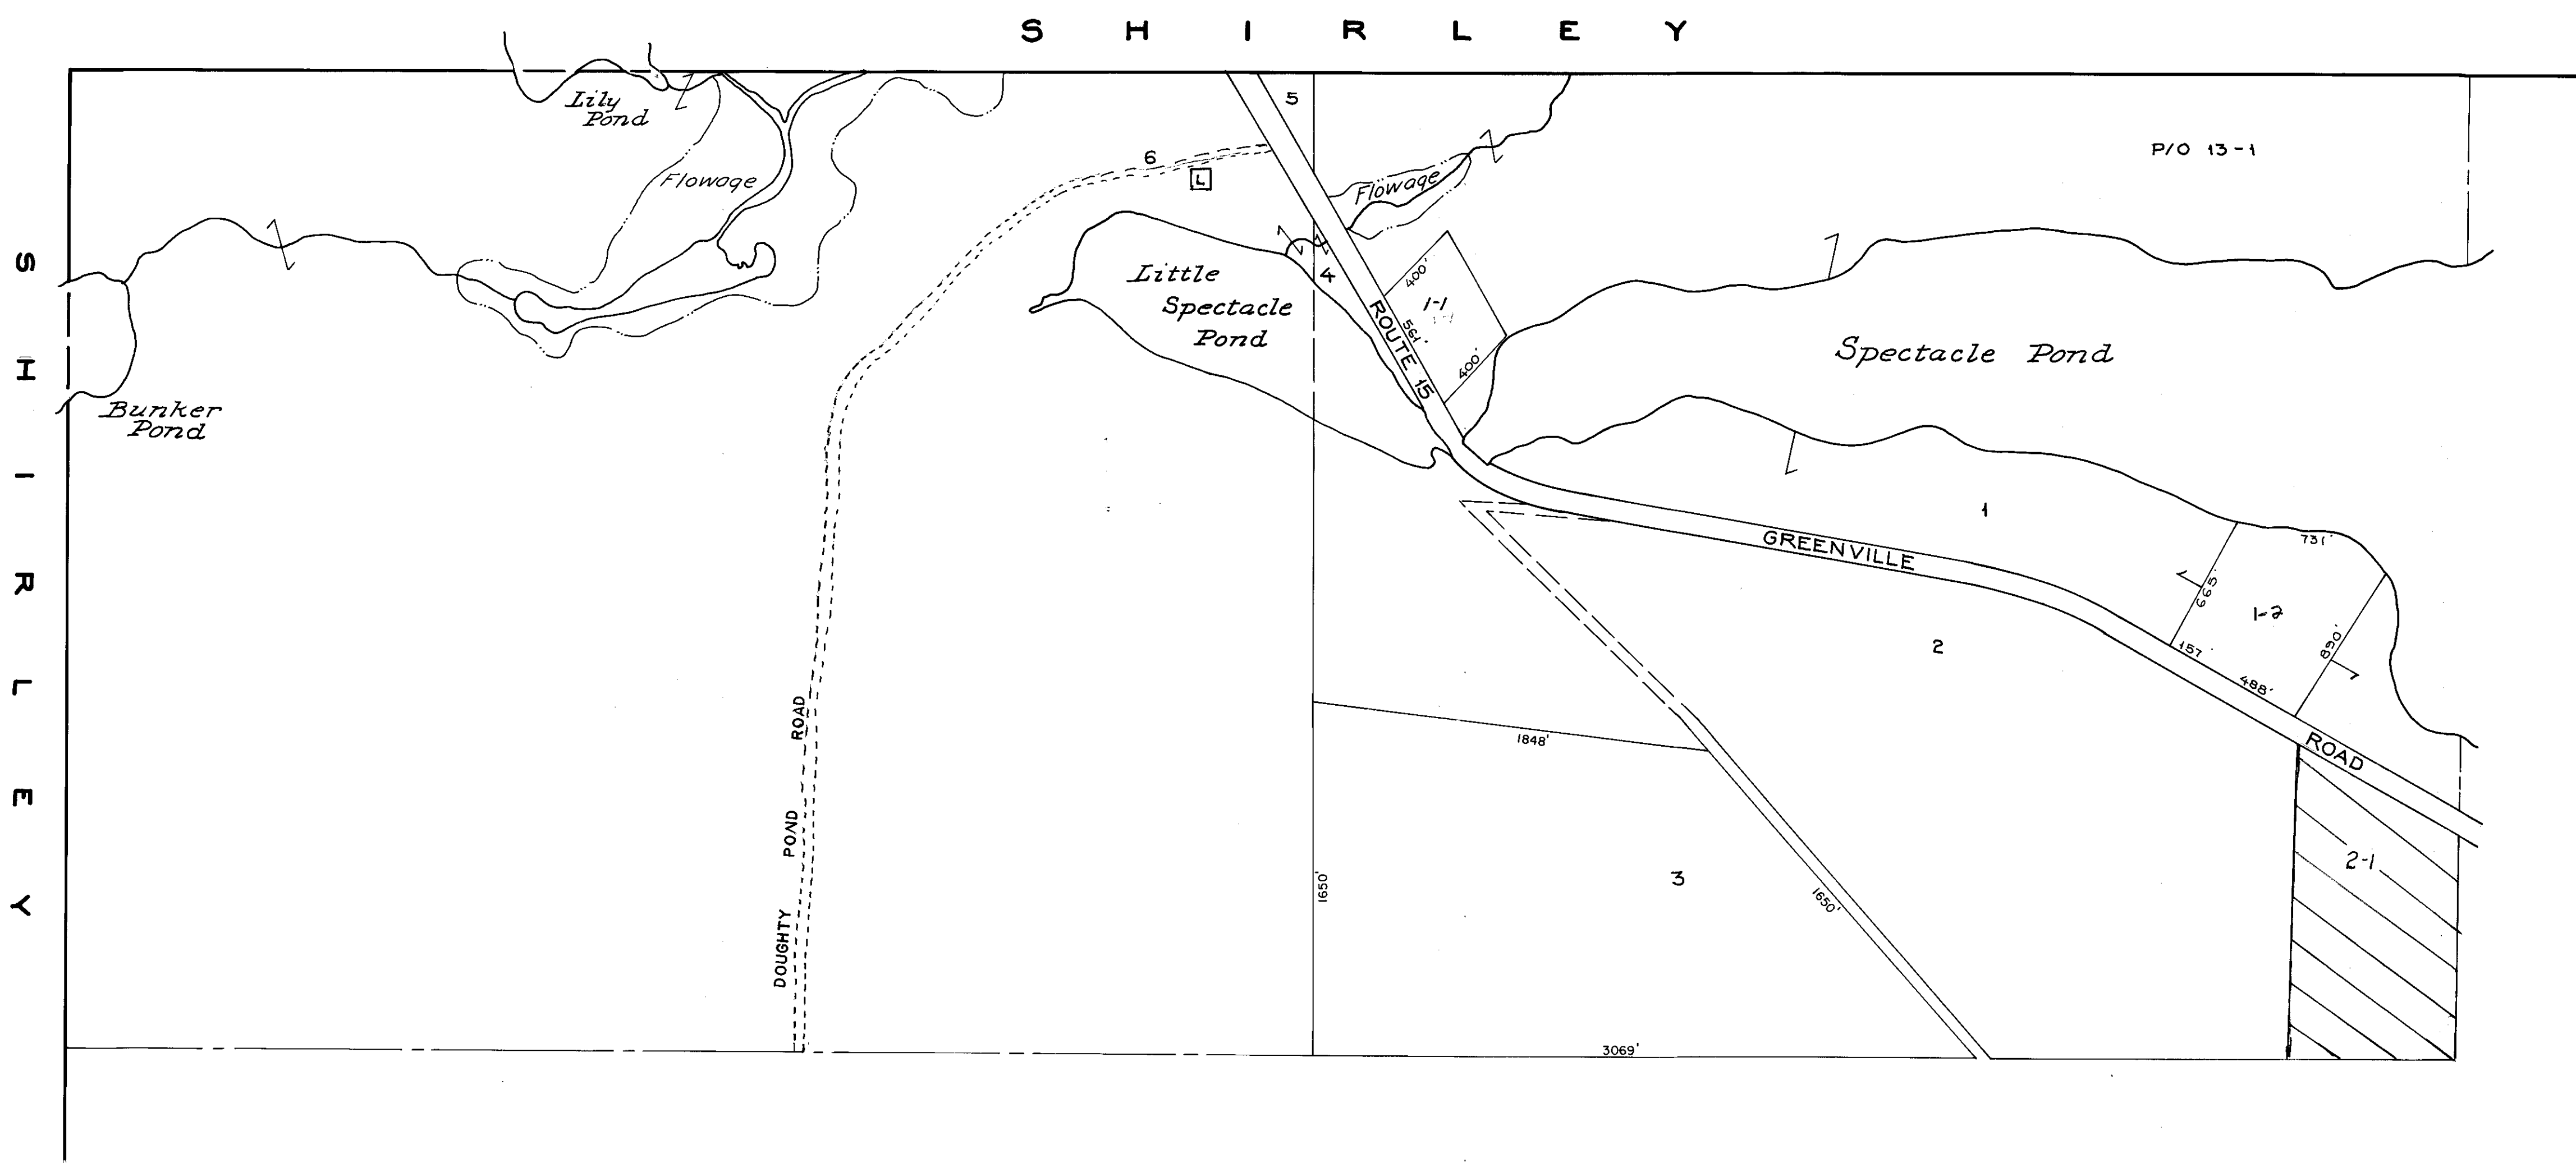 S H I R L E Y
S H I R L E Y
Lily
Pond
Flowage
Bunker
Pond
5
6
L
Flowage
P/O 13-1
4
Little
Spectacle
Pond
400'
1-1
561'
400'
ROUTE 15
Spectacle Pond
1
GREENVILLE
ROAD
731'
665'
1-2
890'
157'
488'
2
2-1
DOUGHTY POND ROAD
1848'
1650'
3
1650'
3069'